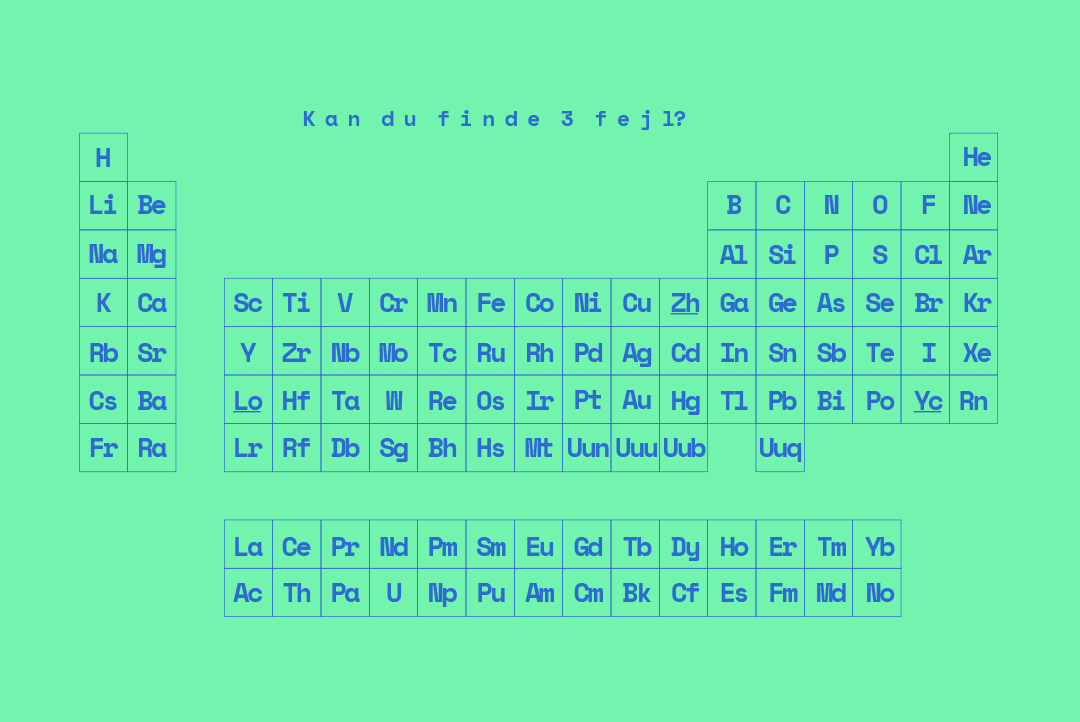 Kan du finde 3 fejl?
H He
Li Be B C N O F Ne
Na Mg Al Si P S Cl Ar
K Ca Sc Ti V Cr Mn Fe Co Ni Cu Zh Ga Ge As Se Br Kr
Rb Sr Y Zr Nb Mo Tc Ru Rh Pd Ag Cd In Sn Sb Te I Xe
Cs Ba Lo Hf Ta W Re Os Ir Pt Au Hg Tl Pb Bi Po Yc Rn
Fr Ra Lr Rf Db Sg Bh Hs Mt Uun Uuu Uub Uuq
La Ce Pr Nd Pm Sm Eu Gd Tb Dy Ho Er Tm Yb
Ac Th Pa U Np Pu Am Cm Bk Cf Es Fm Md No